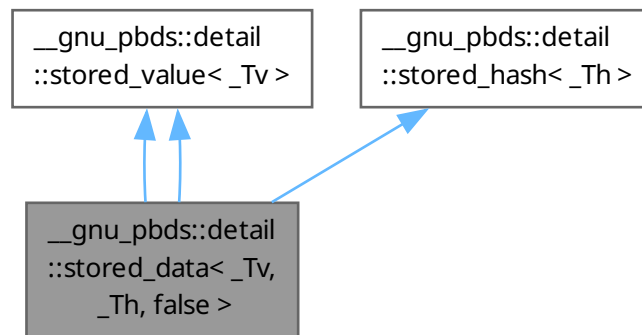 __gnu_pbds::detail
::stored_value< _Tv >
__gnu_pbds::detail
::stored_hash< _Th >
__gnu_pbds::detail
::stored_data< _Tv,
_Th, false >